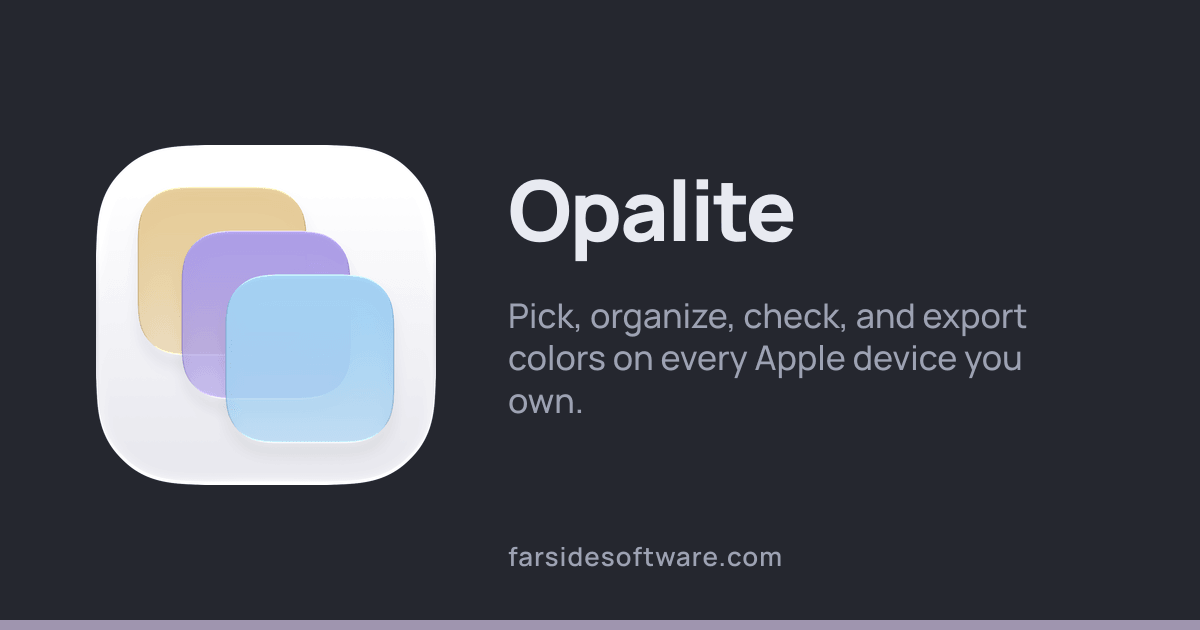 Opalite
Pick, organize, check, and export
colors on every Apple device you
own.
farsidesoftware.com